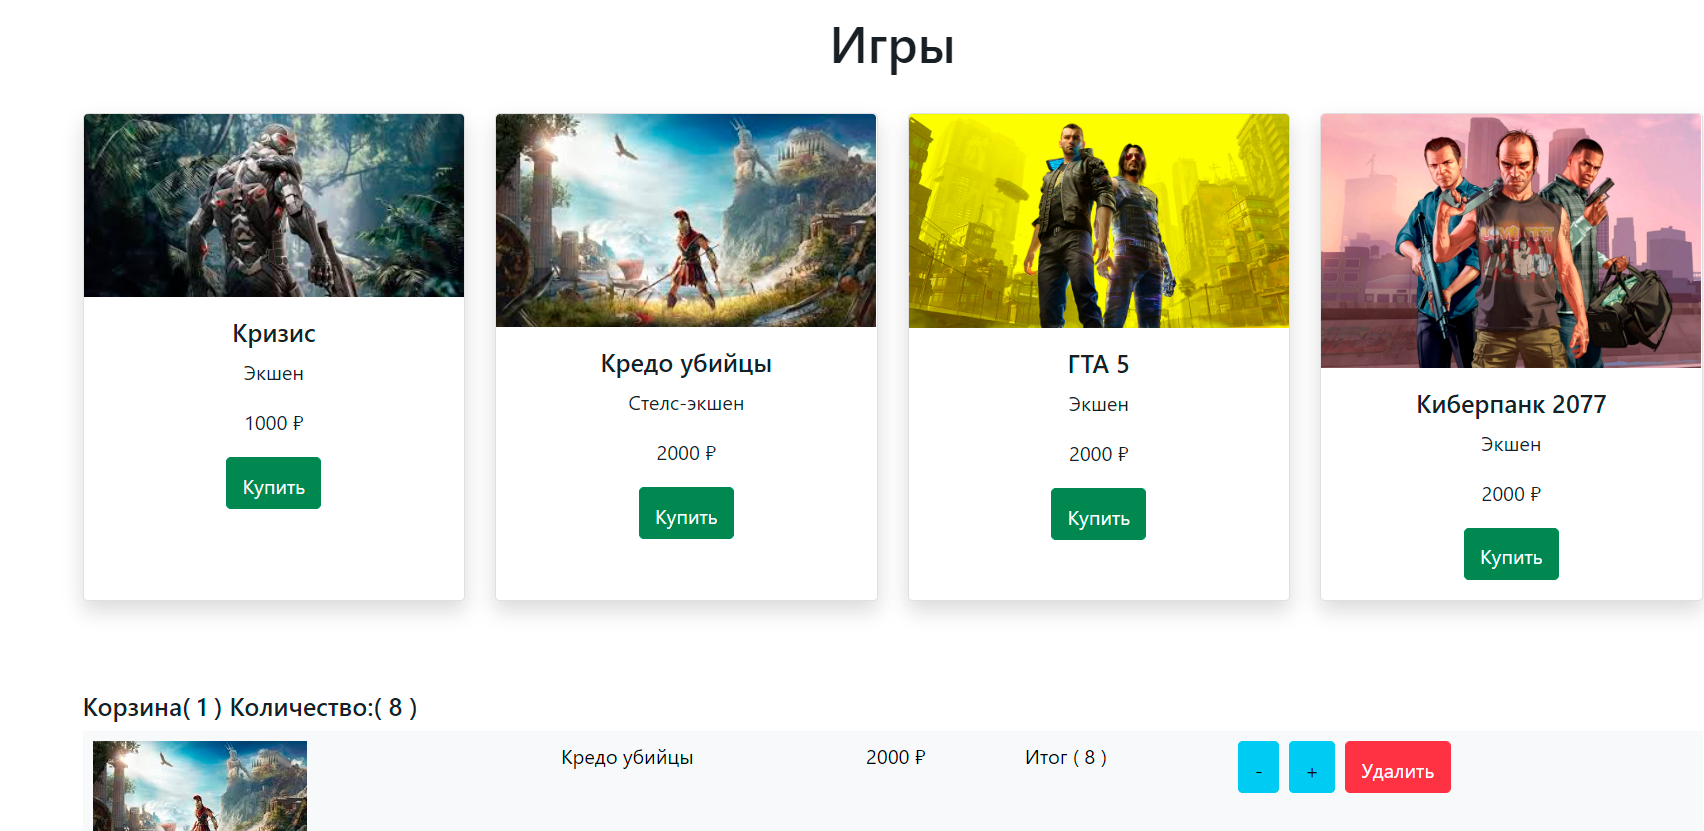 Игры
Кризис
Экшен
1000 ₽
Купить
Кредо убийцы
Стелс-экшен
2000 ₽
Купить
ГТА 5
Экшен
2000 ₽
Купить
Киберпанк 2077
Экшен
2000 ₽
Купить
Корзина( 1 ) Количество:( 8 )
Кредо убийцы 2000 ₽ Итог ( 8 ) - + Удалить